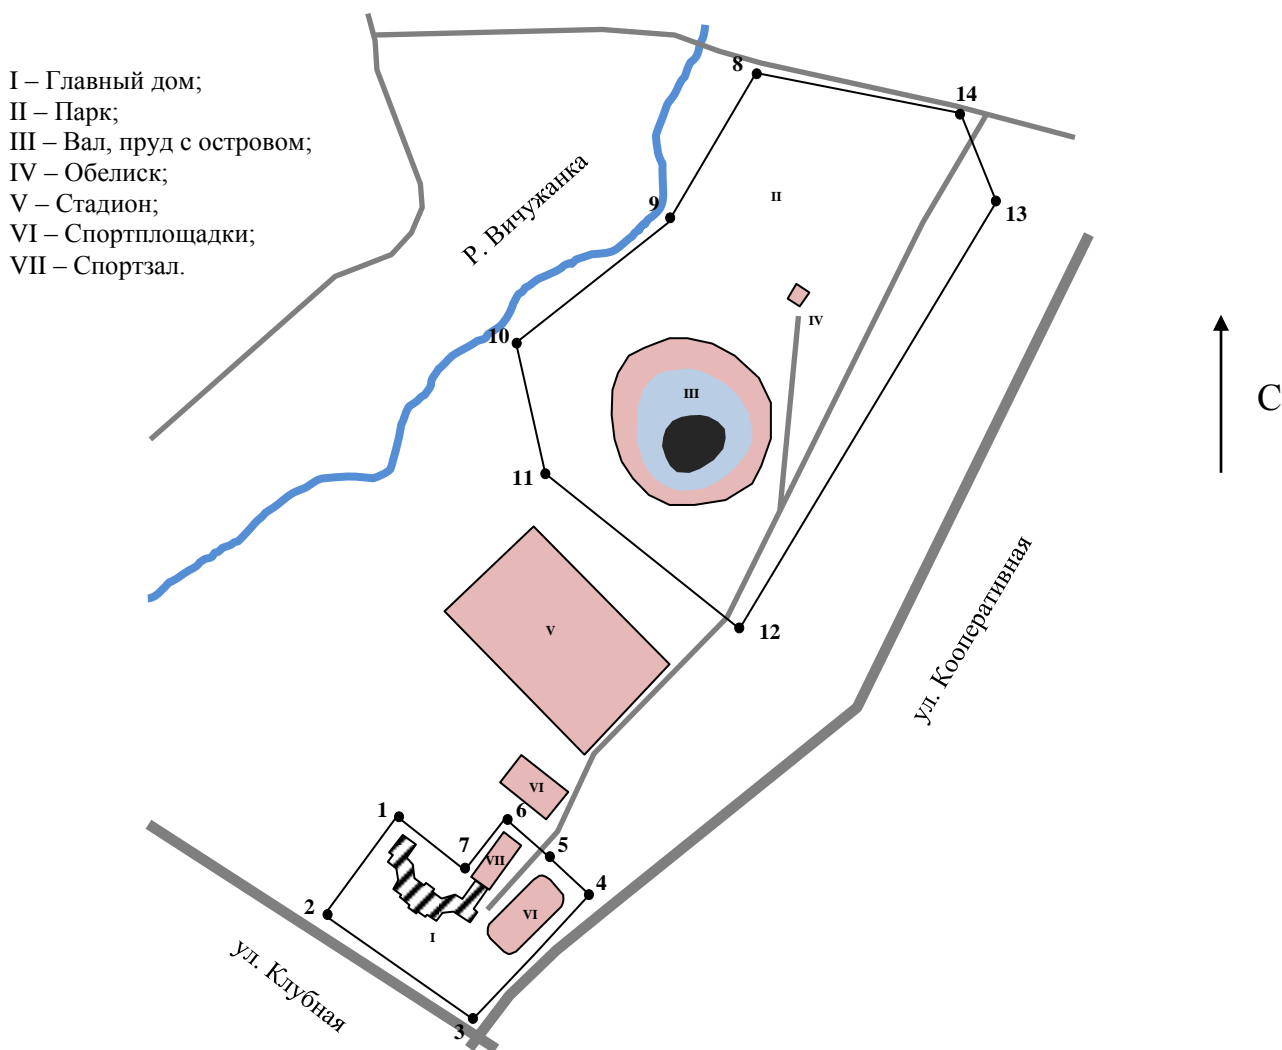 I – Главный дом;
II – Парк;
III – Вал, пруд с островом;
IV – Обелиск;
V – Стадион;
VI – Спортплощадки;
VII – Спортзал.
8
14
Р. Вичужанка
9
II
13
IV
10
III
С
11
ул. Кооперативная
V
12
VI
1
6
7
5
VII
4
2
VI
I
ул. Клубная
3